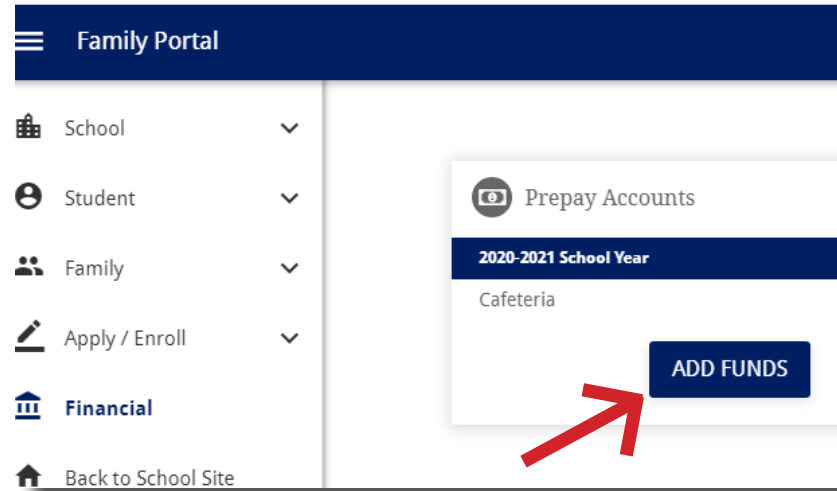 Family Portal
School
Student
Family
Apply / Enroll
Financial
Back to School Site
Prepay Accounts
2020-2021 School Year
Cafeteria
ADD FUNDS